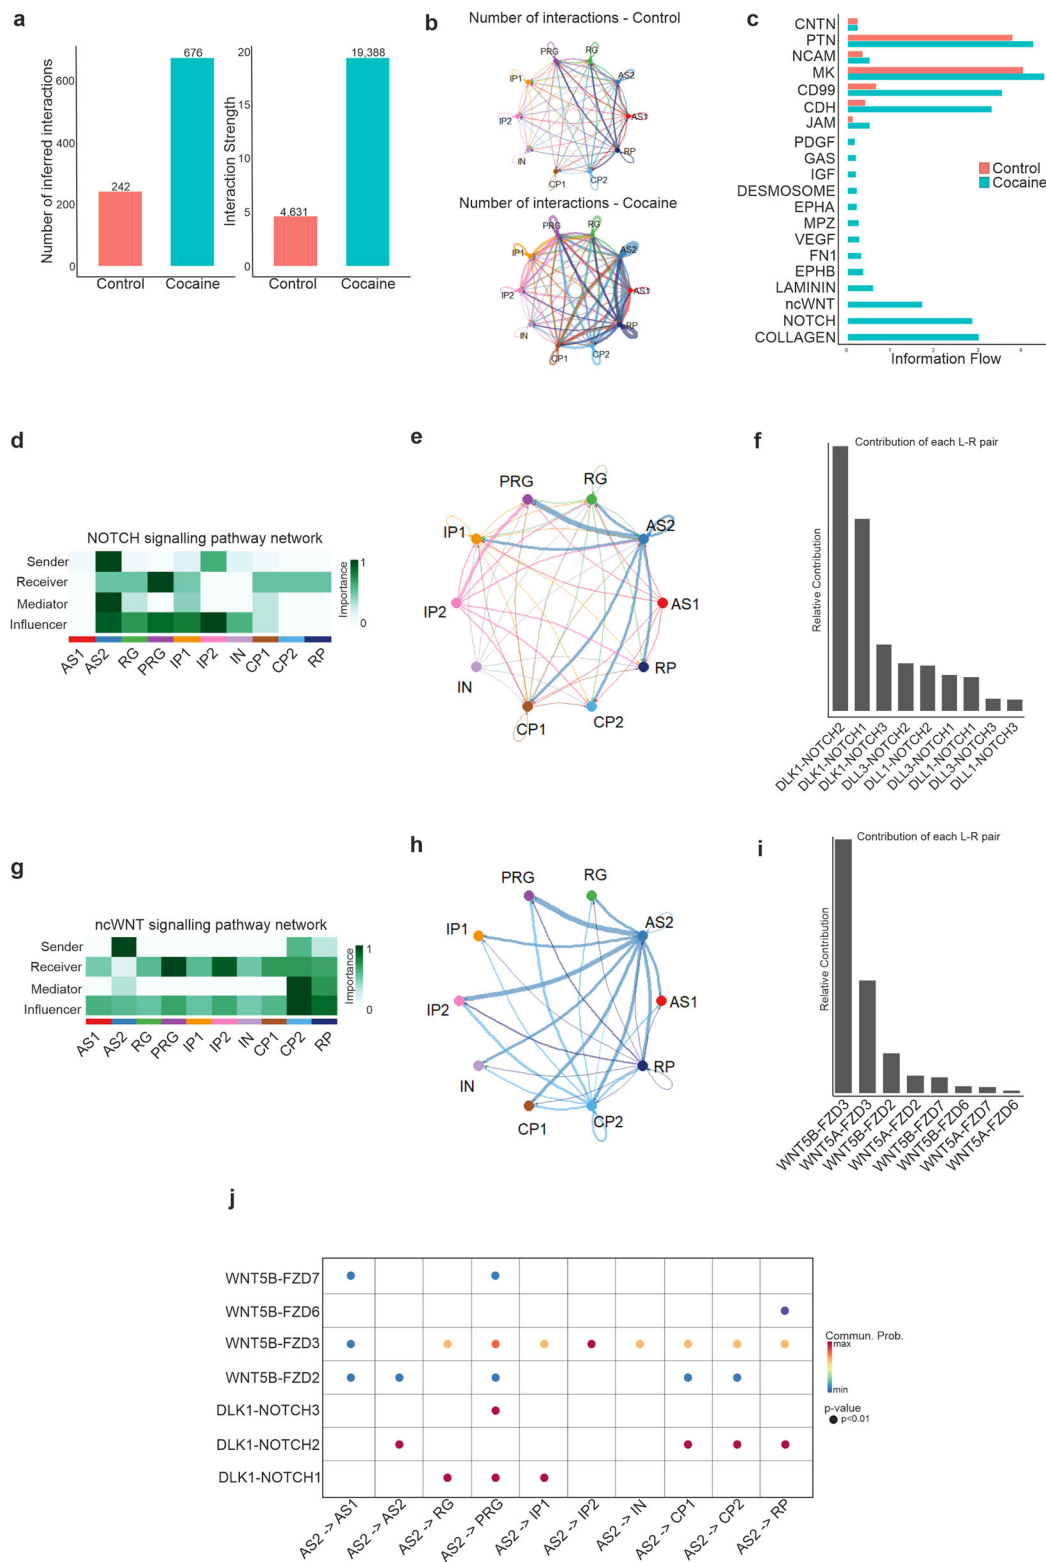 a
Number of inferred interactions
600
400
200
0
242
676
Control
Cocaine
Interaction Strength
20
15
10
5
0
4,631
19,388
Control
Cocaine
b
Number of interactions - Control
PRG
RG
IP1
AS2
IP2
AS1
IN
RP
CP1
CP2
Number of interactions - Cocaine
PRG
RG
IP1
AS2
IP2
AS1
IN
RP
CP1
CP2
c
CNTN
PTN
NCAM
MK
CD99
CDH
JAM
PDGF
GAS
IGF
DESMOSOME
EPHA
MPZ
VEGF
FN1
EPHB
LAMININ
ncWNT
NOTCH
COLLAGEN
Control
Cocaine
0 1 2 3 4
Information Flow
d
NOTCH signalling pathway network
Sender
Receiver
Mediator
Influencer
AS1
AS2
RG
PRG
IP1
IP2
IN
CP1
CP2
RP
Importance
1
0
e
PRG
RG
IP1
AS2
IP2
AS1
IN
RP
CP1
CP2
f
Contribution of each L-R pair
Relative Contribution
DLK1-NOTCH2
DLK1-NOTCH1
DLK1-NOTCH3
DLL3-NOTCH2
DLL1-NOTCH2
DLL3-NOTCH1
DLL1-NOTCH1
DLL3-NOTCH3
DLL1-NOTCH3
g
ncWNT signalling pathway network
Sender
Receiver
Mediator
Influencer
AS1
AS2
RG
PRG
IP1
IP2
IN
CP1
CP2
RP
Importance
1
0
h
PRG
RG
IP1
AS2
IP2
AS1
IN
RP
CP1
CP2
i
Contribution of each L-R pair
Relative Contribution
WNT5B-FZD3
WNT5A-FZD3
WNT5B-FZD2
WNT5A-FZD2
WNT5B-FZD7
WNT5B-FZD6
WNT5A-FZD7
WNT5A-FZD6
j
WNT5B-FZD7
WNT5B-FZD6
WNT5B-FZD3
WNT5B-FZD2
DLK1-NOTCH3
DLK1-NOTCH2
DLK1-NOTCH1
AS2 -> AS1
AS2 -> AS2
AS2 -> RG
AS2 -> PRG
AS2 -> IP1
AS2 -> IP2
AS2 -> IN
AS2 -> CP1
AS2 -> CP2
AS2 -> RP
Commun. Prob.
max
min
p-value
p<0.01